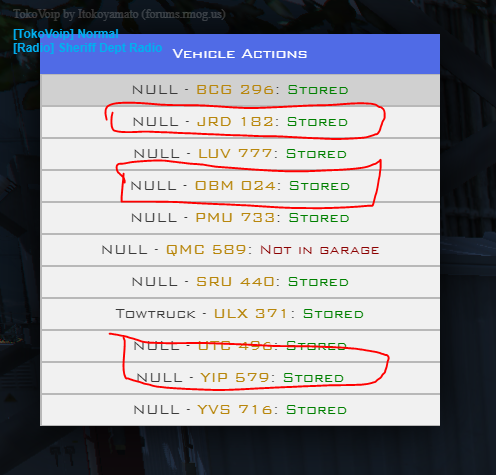 TokoVoip by Itokoyamato (forums.rmog.us)
[TokoVoip] Normal
[Radio] Sheriff Dept Radio
Vehicle Actions
NULL - BCG 296: Stored
NULL - JRD 182: Stored
NULL - LUV 777: Stored
NULL - OBM 024: Stored
NULL - PMU 733: Stored
NULL - QMC 589: Not in garage
NULL - SRU 440: Stored
Towtruck - ULX 371: Stored
NULL - UTC 496: Stored
NULL - YIP 579: Stored
NULL - YVS 716: Stored